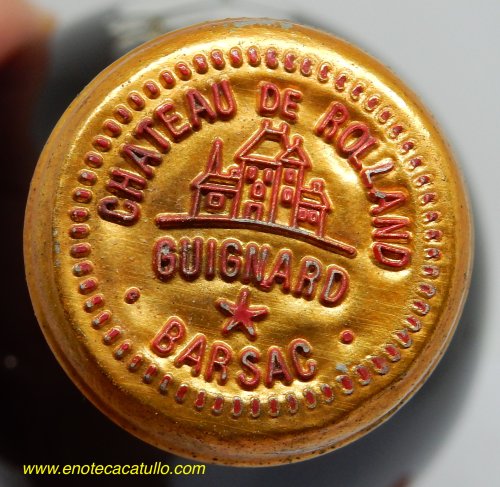 CHATEAU DE ROLLAND
GUIGNARD
BARSAC
www.enotecacatullo.com